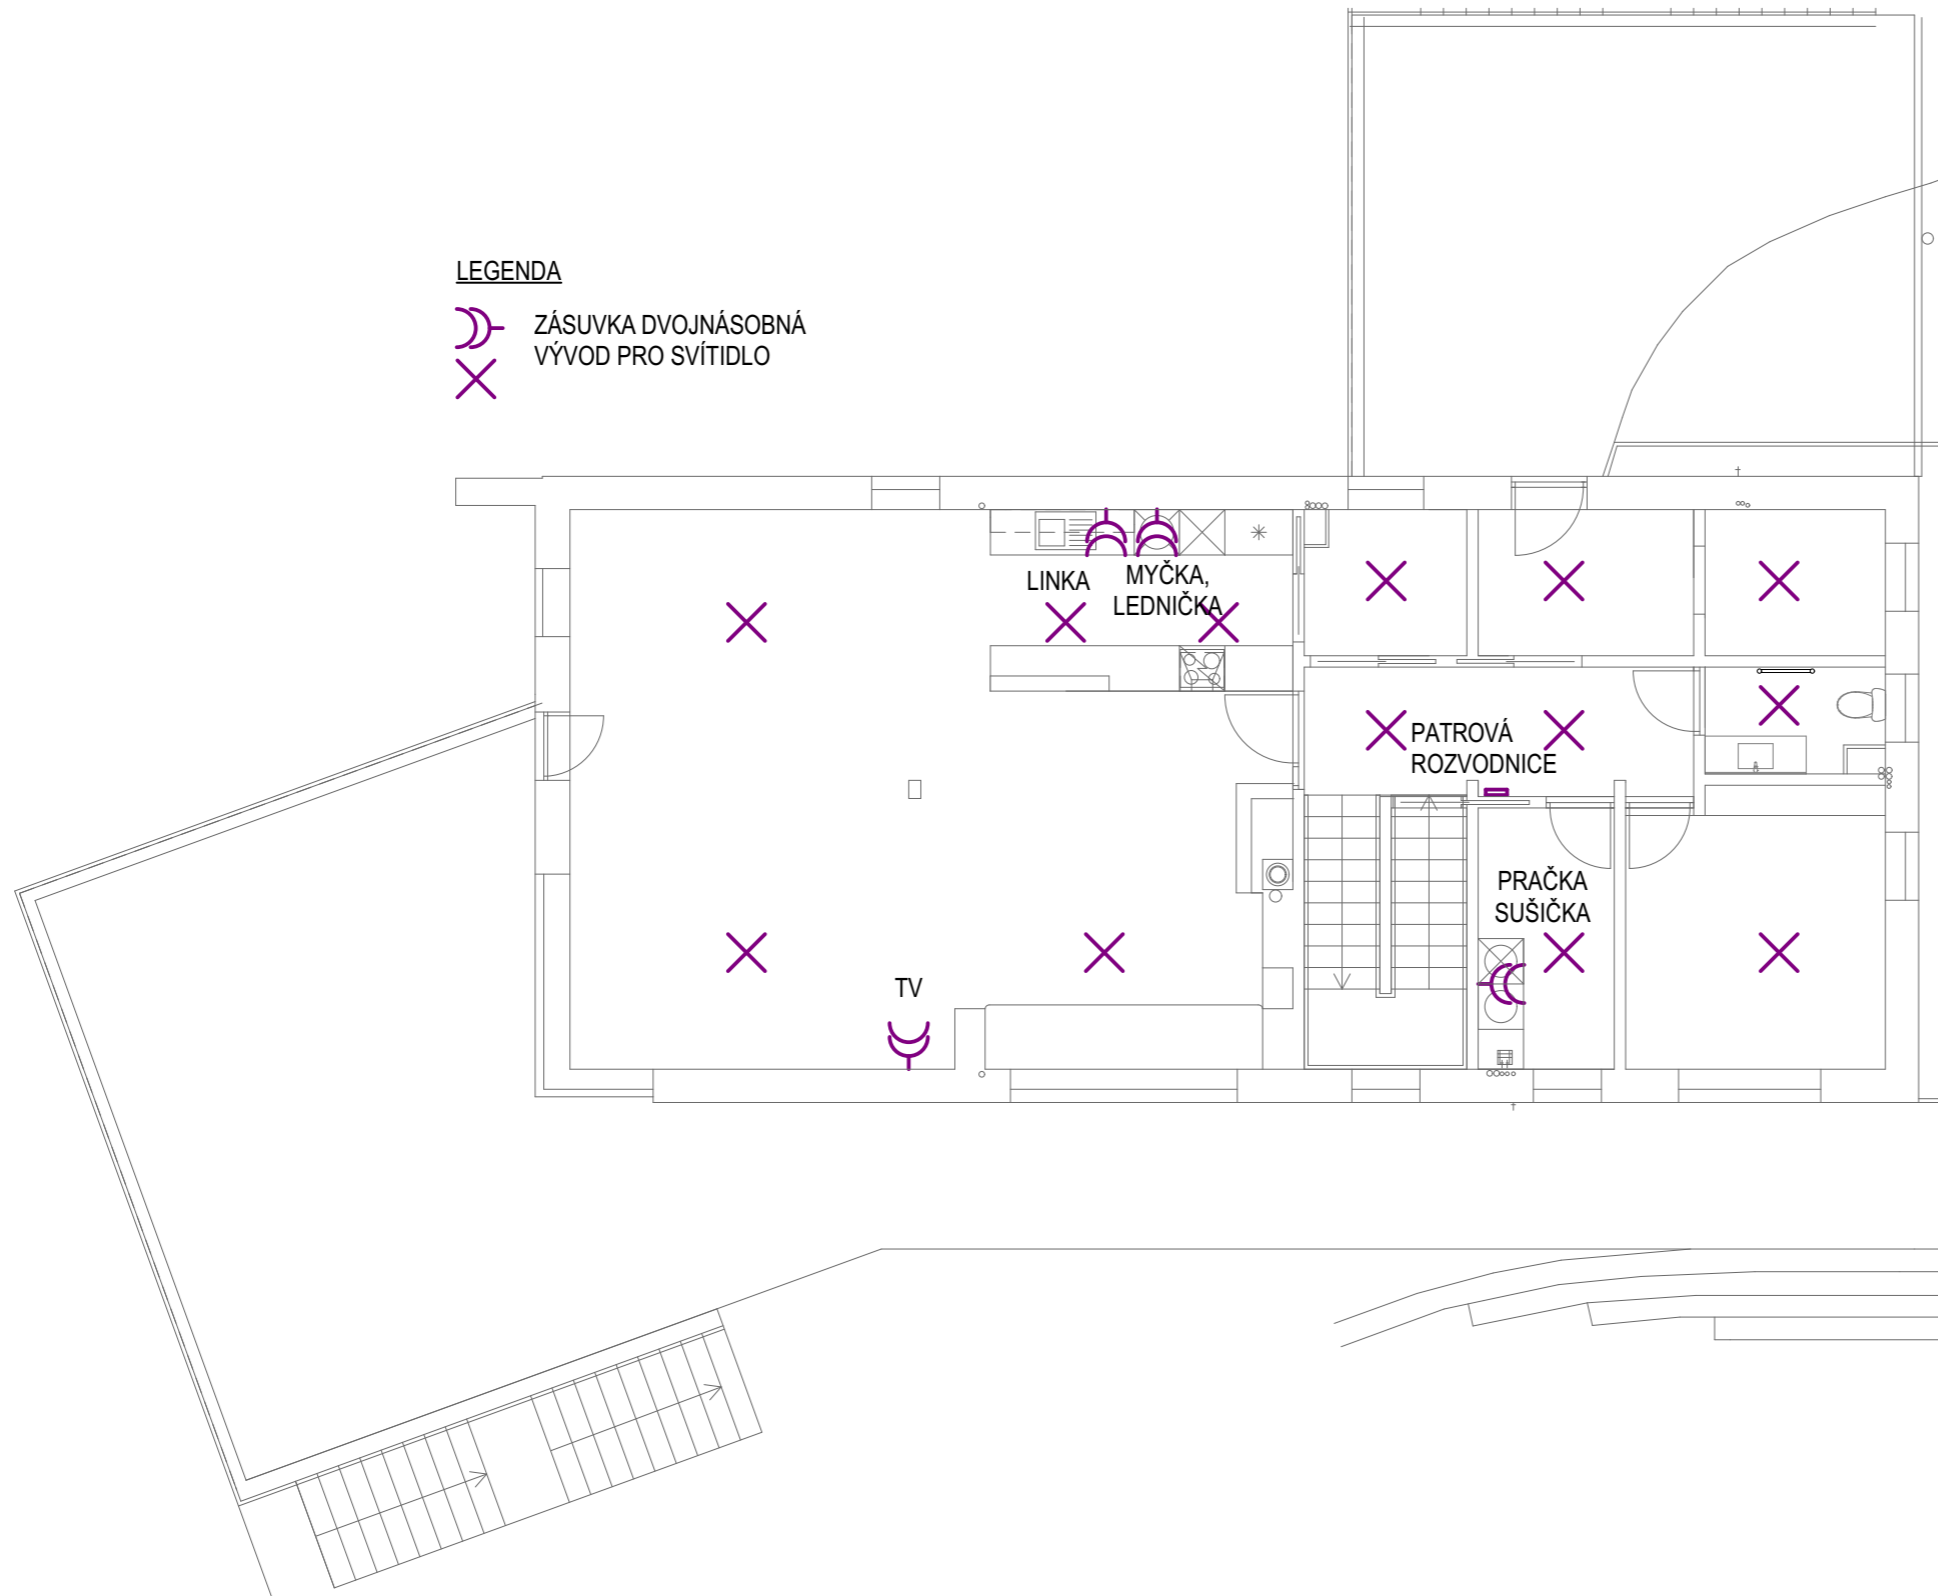 LEGENDA
ZÁSUVKA DVOJNÁSOBNÁ
VÝVOD PRO SVÍTIDLO
LINKA
MYČKA,
LEDNIČKA
PATROVÁ
ROZVODNICE
PRAČKA
SUŠIČKA
TV